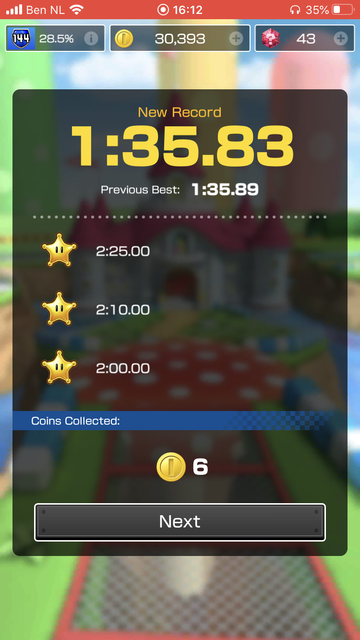 Ben NL 16:12 35%
144 28.5% i 30,393 + 43 +
New Record
1:35.83
Previous Best: 1:35.89
2:25.00
2:10.00
2:00.00
Coins Collected:
6
Next